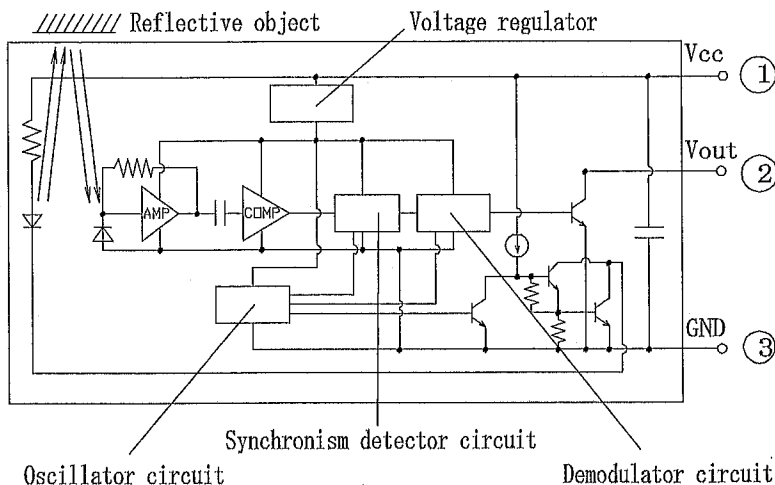 Reflective object
Voltage regulator
Vcc
1
Vout
2
AMP
COMP
GND
3
Synchronism detector circuit
Oscillator circuit
Demodulator circuit